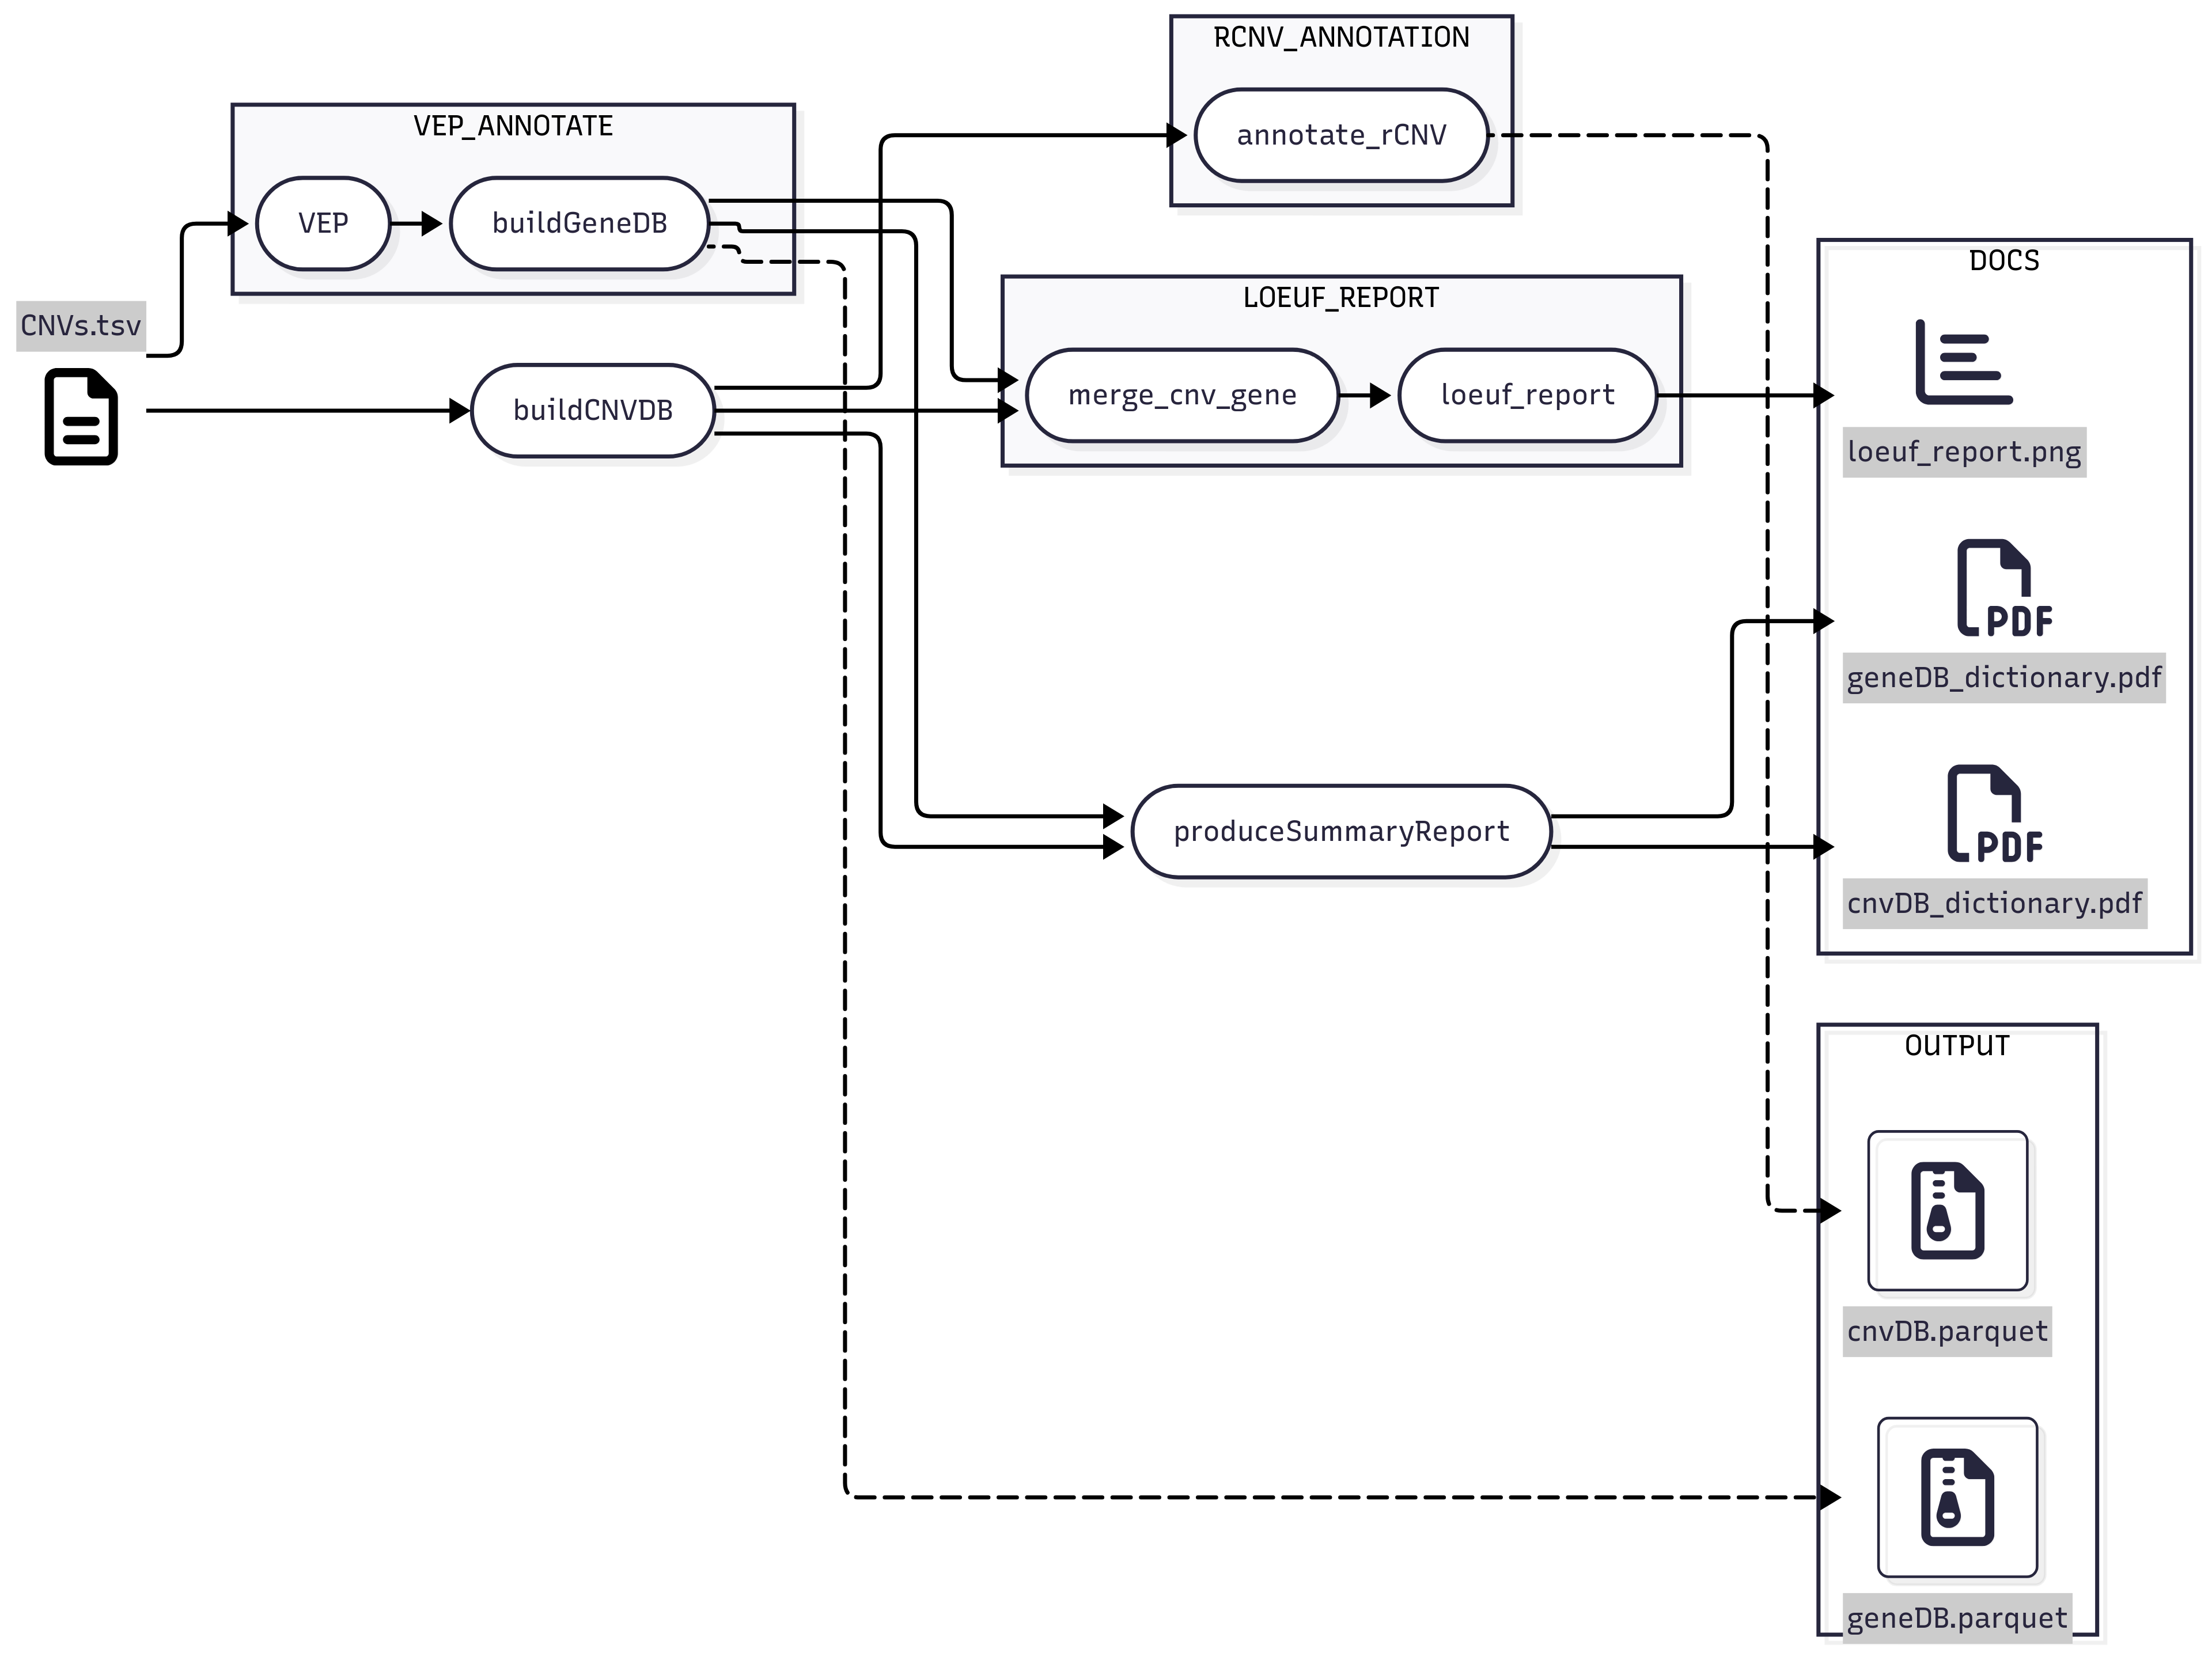 RCNV_ANNOTATION
annotate_rCNV
VEP_ANNOTATE
VEP
buildGeneDB
CNVs.tsv
buildCNVDB
LOEUF_REPORT
merge_cnv_gene
loeuf_report
produceSummaryReport
DOCS
loeuf_report.png
PDF
geneDB_dictionary.pdf
PDF
cnvDB_dictionary.pdf
OUTPUT
cnvDB.parquet
geneDB.parquet